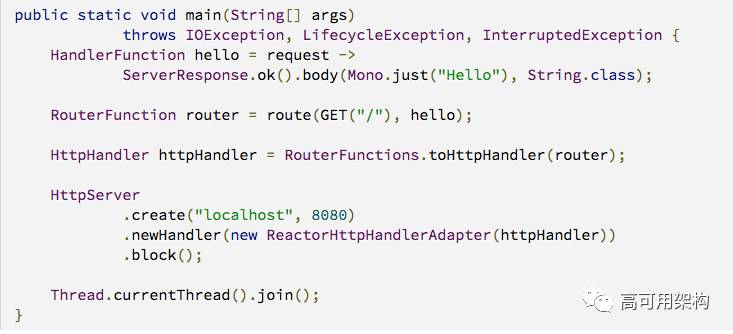 public static void main(String[] args)
            throws IOException, LifecycleException, InterruptedException {
    HandlerFunction hello = request ->
            ServerResponse.ok().body(Mono.just("Hello"), String.class);

    RouterFunction router = route(GET("/"), hello);

    HttpHandler httpHandler = RouterFunctions.toHttpHandler(router);

    HttpServer
            .create("localhost", 8080)
            .newHandler(new ReactorHttpHandlerAdapter(httpHandler))
            .block();

    Thread.currentThread().join();
}
高可用架构